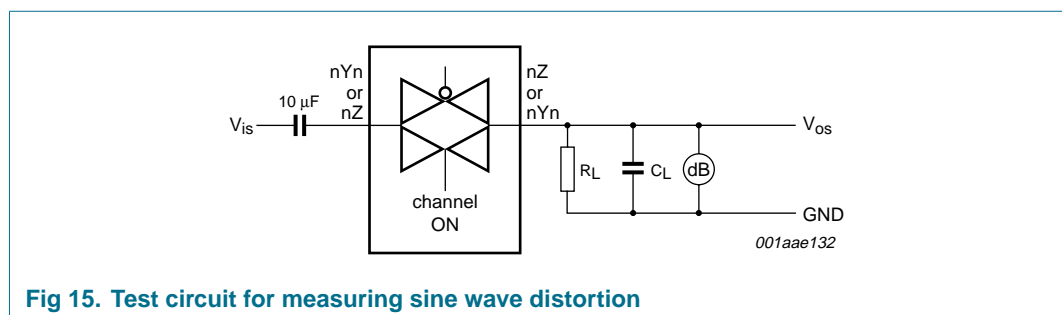 nYn
or
nZ
10 μF
Vis
nZ
or
nYn
channel
ON
RL
CL
dB
Vos
GND
001aae132
Fig 15. Test circuit for measuring sine wave distortion